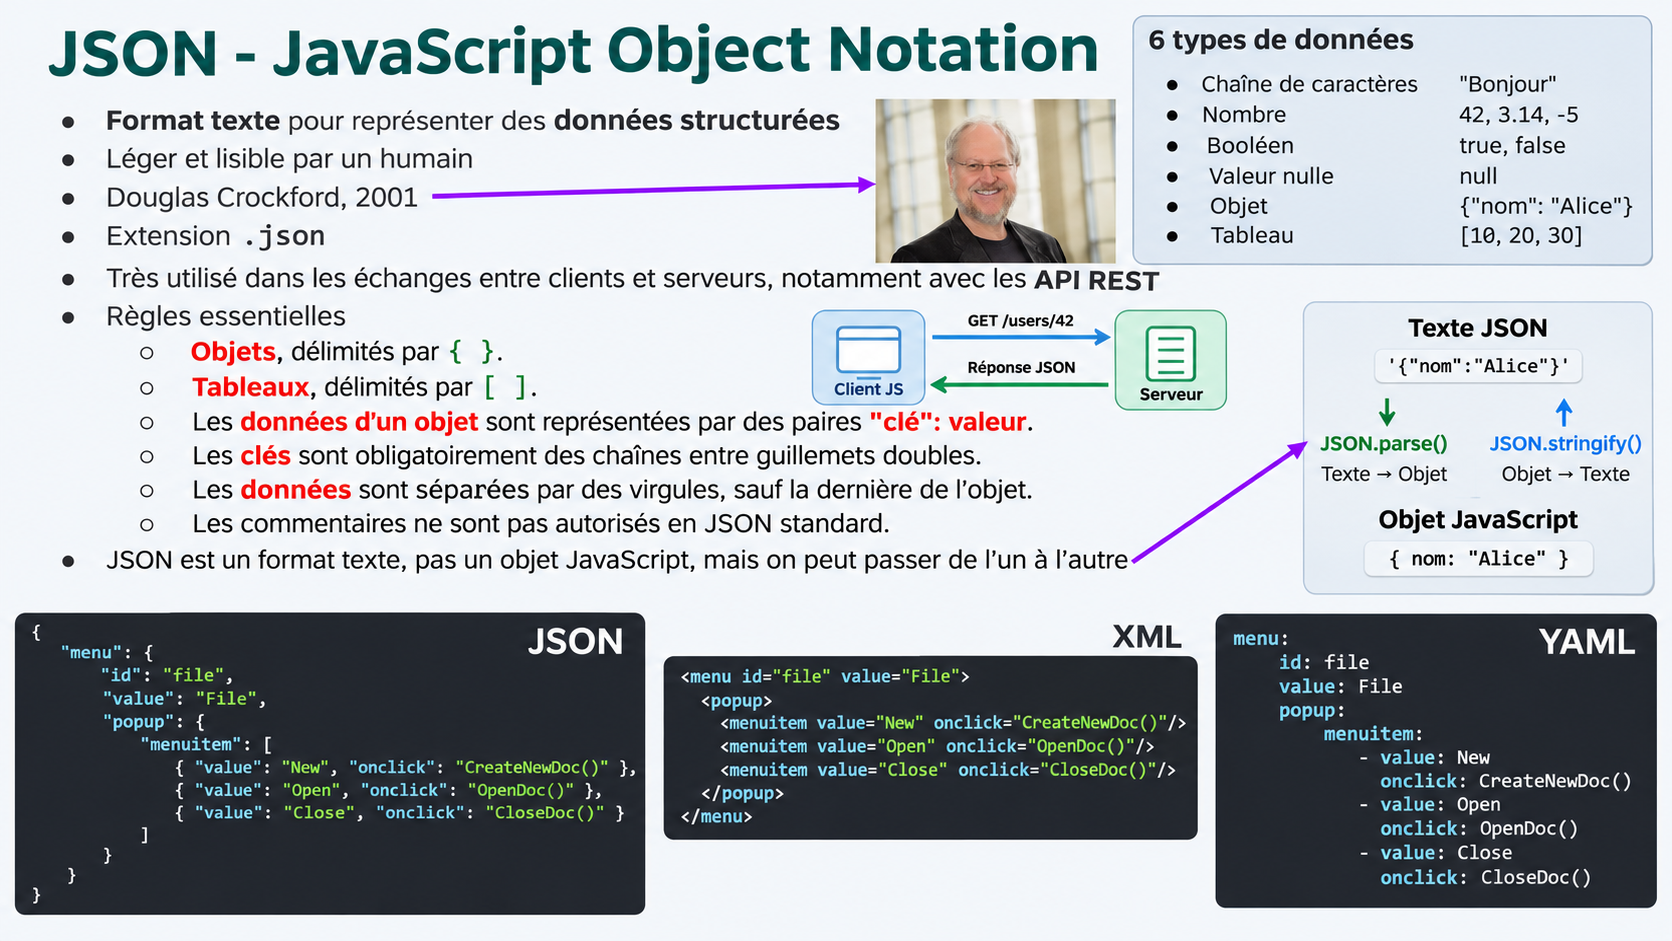 JSON - JavaScript Object Notation
● Format texte pour représenter des données structurées
● Léger et lisible par un humain
● Douglas Crockford, 2001
● Extension .json
● Très utilisé dans les échanges entre clients et serveurs, notamment avec les API REST
● Règles essentielles
○ Objets, délimités par { }.
○ Tableaux, délimités par [ ].
○ Les données d'un objet sont représentées par des paires "clé": valeur.
○ Les clés sont obligatoirement des chaînes entre guillemets doubles.
○ Les données sont séparées par des virgules, sauf la dernière de l'objet.
○ Les commentaires ne sont pas autorisés en JSON standard.
● JSON est un format texte, pas un objet JavaScript, mais on peut passer de l'un à l'autre
6 types de données
● Chaîne de caractères "Bonjour"
● Nombre 42, 3.14, -5
● Booléen true, false
● Valeur nulle null
● Objet {"nom": "Alice"}
● Tableau [10, 20, 30]
GET /users/42
Réponse JSON
Client JS
Serveur
Texte JSON
'{"nom":"Alice"}'
JSON.parse() JSON.stringify()
Texte → Objet Objet → Texte
Objet JavaScript
{ nom: "Alice" }
JSON
{
"menu": {
"id": "file",
"value": "File",
"popup": {
"menuitem": [
{ "value": "New", "onclick": "CreateNewDoc()" },
{ "value": "Open", "onclick": "OpenDoc()" },
{ "value": "Close", "onclick": "CloseDoc()" }
]
}
}
}
XML
<menu id="file" value="File">
<popup>
<menuitem value="New" onclick="CreateNewDoc()"/>
<menuitem value="Open" onclick="OpenDoc()"/>
<menuitem value="Close" onclick="CloseDoc()"/>
</popup>
</menu>
YAML
menu:
id: file
value: File
popup:
menuitem:
- value: New
onclick: CreateNewDoc()
- value: Open
onclick: OpenDoc()
- value: Close
onclick: CloseDoc()